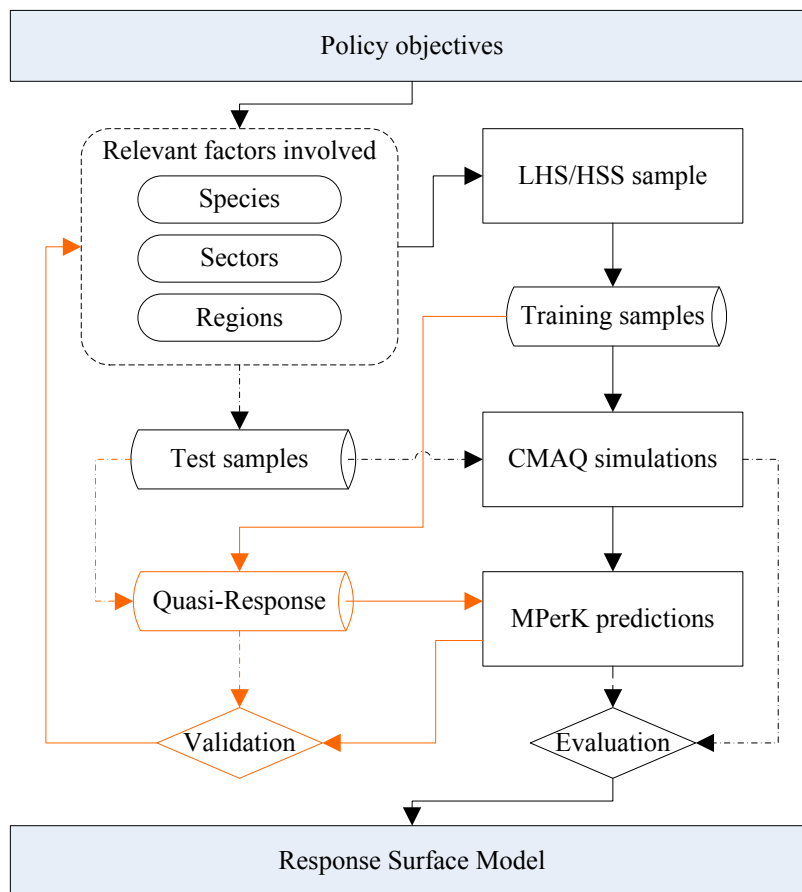 Policy objectives
Relevant factors involved
Species
Sectors
Regions
LHS/HSS sample
Training samples
Test samples
CMAQ simulations
Quasi-Response
MPerK predictions
Validation
Evaluation
Response Surface Model